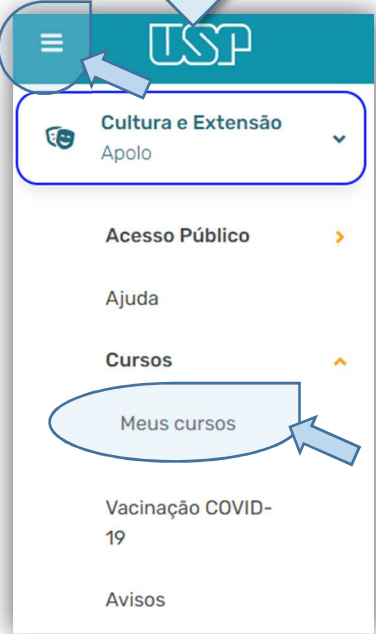 USP
Cultura e Extensão
Apolo
Acesso Público
Ajuda
Cursos
Meus cursos
Vacinação COVID-
19
Avisos